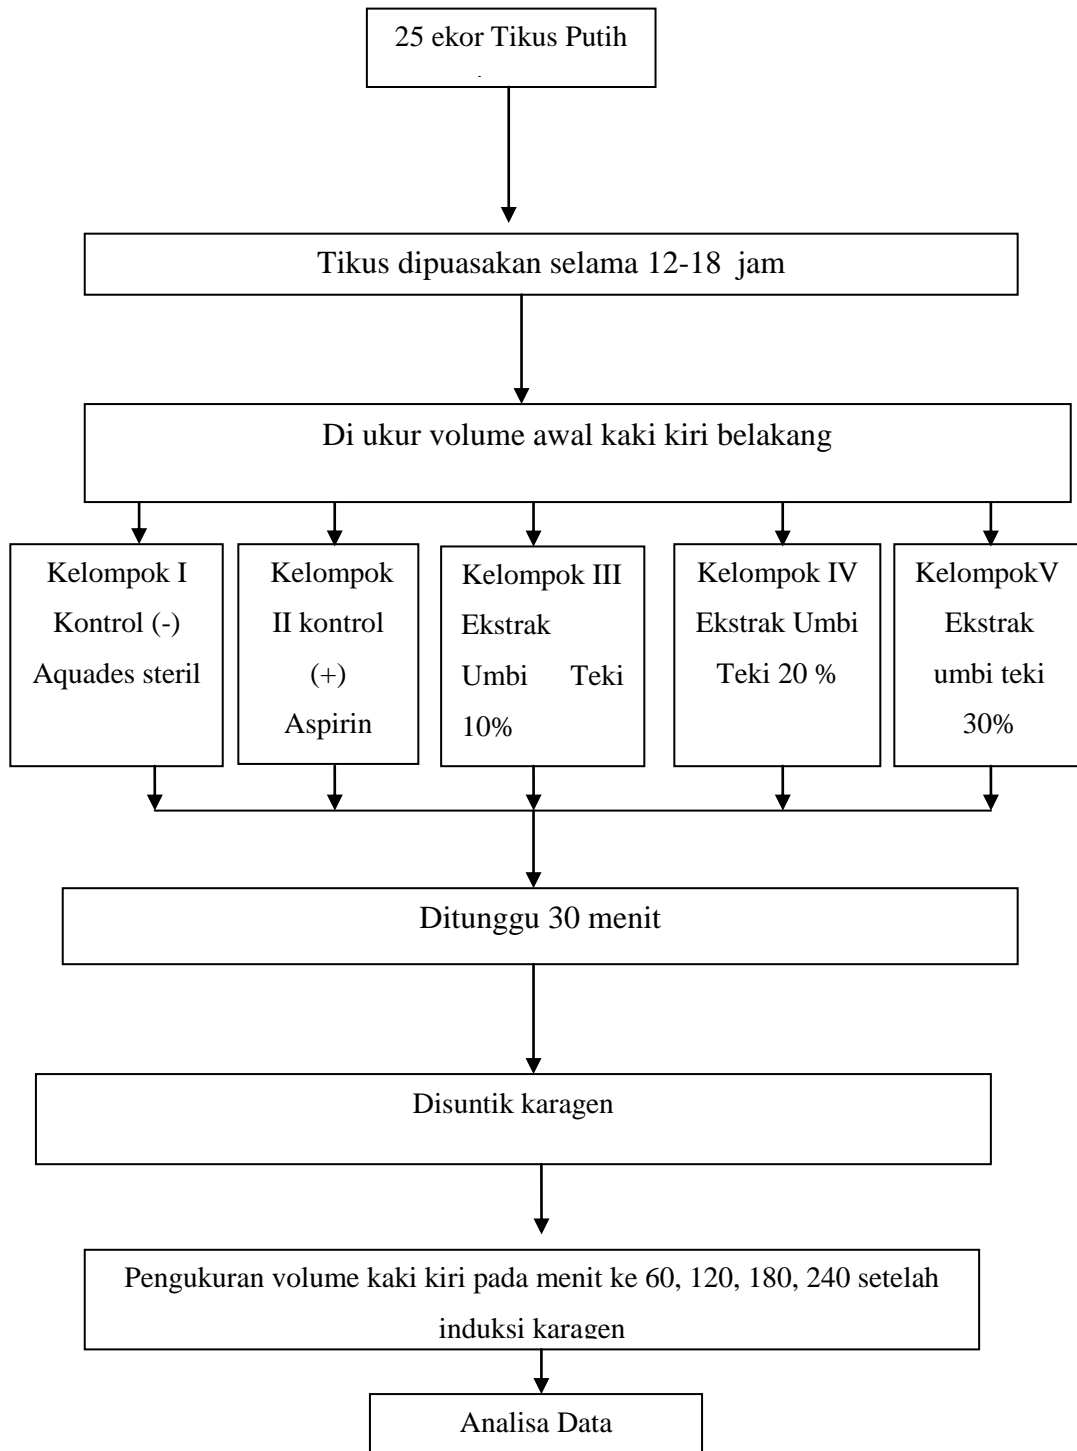 25 ekor Tikus Putih
Tikus dipuasakan selama 12-18 jam
Di ukur volume awal kaki kiri belakang
Kelompok I
Kontrol (-)
Aquades steril
Kelompok
II kontrol
(+)
Aspirin
Kelompok III
Ekstrak
Umbi Teki
10%
Kelompok IV
Ekstrak Umbi
Teki 20 %
KelompokV
Ekstrak
umbi teki
30%
Ditunggu 30 menit
Disuntik karagen
Pengukuran volume kaki kiri pada menit ke 60, 120, 180, 240 setelah
induksi karagen
Analisa Data